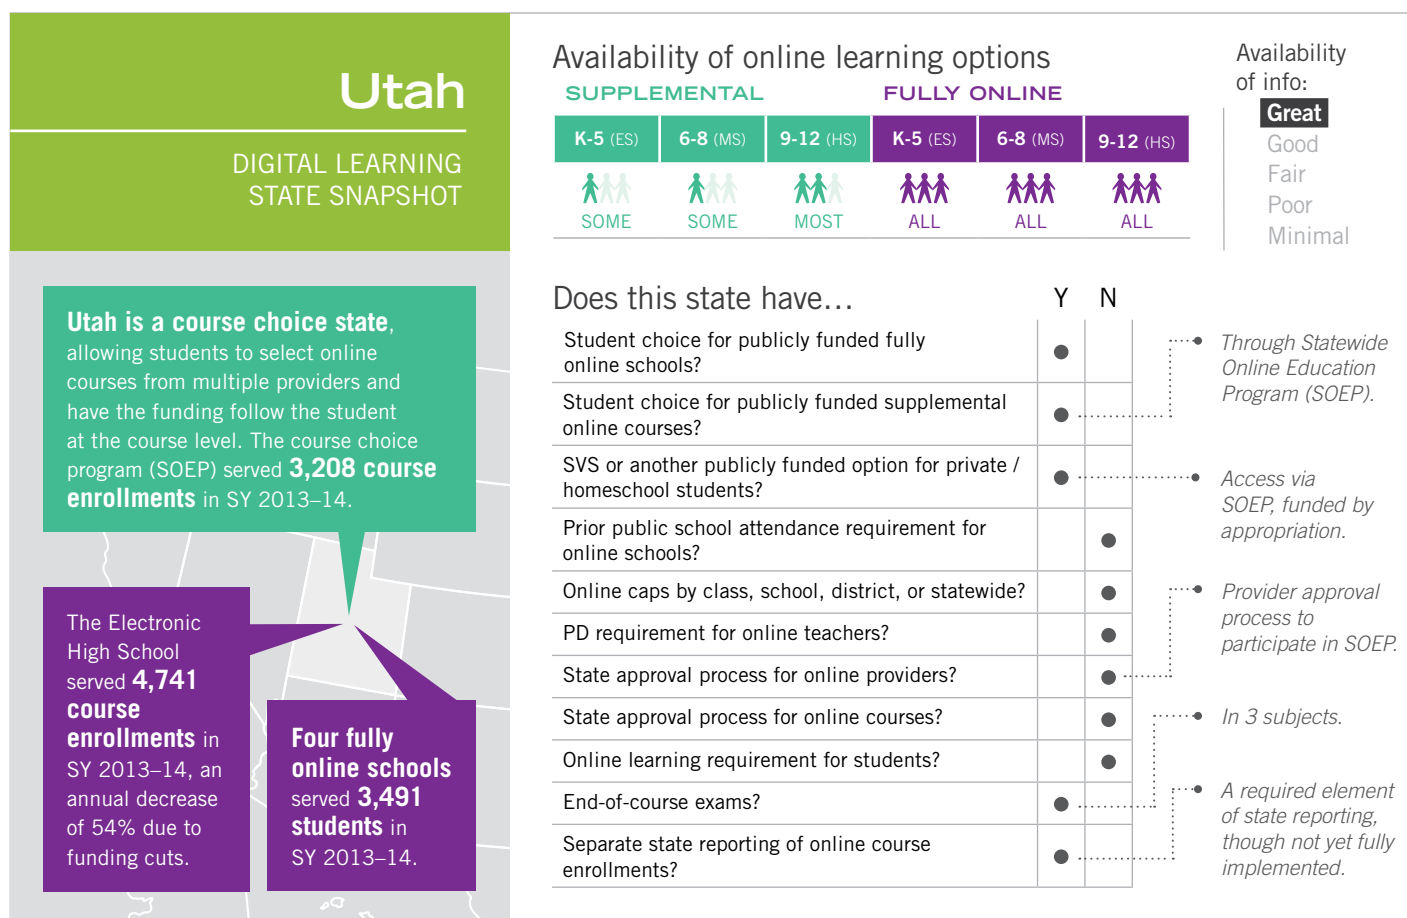 Utah
DIGITAL LEARNING
STATE SNAPSHOT
Utah is a course choice state,
allowing students to select online
courses from multiple providers and
have the funding follow the student
at the course level. The course choice
program (SOEP) served 3,208 course
enrollments in SY 2013–14.
The Electronic
High School
served 4,741
course
enrollments in
SY 2013–14, an
annual decrease
of 54% due to
funding cuts.
Four fully
online schools
served 3,491
students in
SY 2013–14.
Availability of online learning options
SUPPLEMENTAL FULLY ONLINE
K-5 (ES) 6-8 (MS) 9-12 (HS) K-5 (ES) 6-8 (MS) 9-12 (HS)
SOME SOME MOST ALL ALL ALL
Availability
of info:
Great
Good
Fair
Poor
Minimal
Does this state have... Y N
Student choice for publicly funded fully
online schools?
Student choice for publicly funded supplemental
online courses?
Through Statewide
Online Education
Program (SOEP).
SVS or another publicly funded option for private /
homeschool students?
Access via
SOEP, funded by
appropriation.
Prior public school attendance requirement for
online schools?
Online caps by class, school, district, or statewide?
PD requirement for online teachers?
State approval process for online providers?
Provider approval
process to
participate in SOEP.
State approval process for online courses?
Online learning requirement for students?
End-of-course exams?
In 3 subjects.
Separate state reporting of online course
enrollments?
A required element
of state reporting,
though not yet fully
implemented.